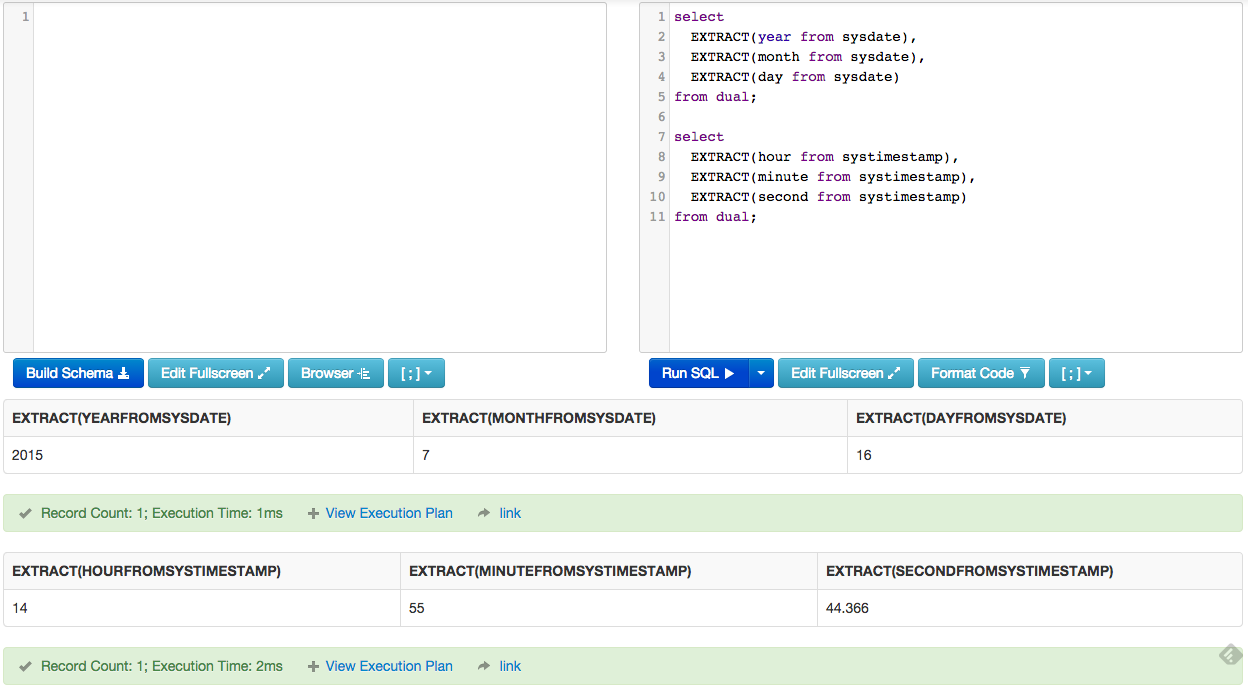 1
1 select
2 EXTRACT(year from sysdate),
3 EXTRACT(month from sysdate),
4 EXTRACT(day from sysdate)
5 from dual;
6
7 select
8 EXTRACT(hour from systimestamp),
9 EXTRACT(minute from systimestamp),
10 EXTRACT(second from systimestamp)
11 from dual;
Build Schema Edit Fullscreen Browser [ ; ] Run SQL Edit Fullscreen Format Code [ ; ]
EXTRACT(YEARFROMSYSDATE) EXTRACT(MONTHFROMSYSDATE) EXTRACT(DAYFROMSYSDATE)
2015 7 16
Record Count: 1; Execution Time: 1ms View Execution Plan link
EXTRACT(HOURFROMSYSTIMESTAMP) EXTRACT(MINUTEFROMSYSTIMESTAMP) EXTRACT(SECONDFROMSYSTIMESTAMP)
14 55 44.366
Record Count: 1; Execution Time: 2ms View Execution Plan link